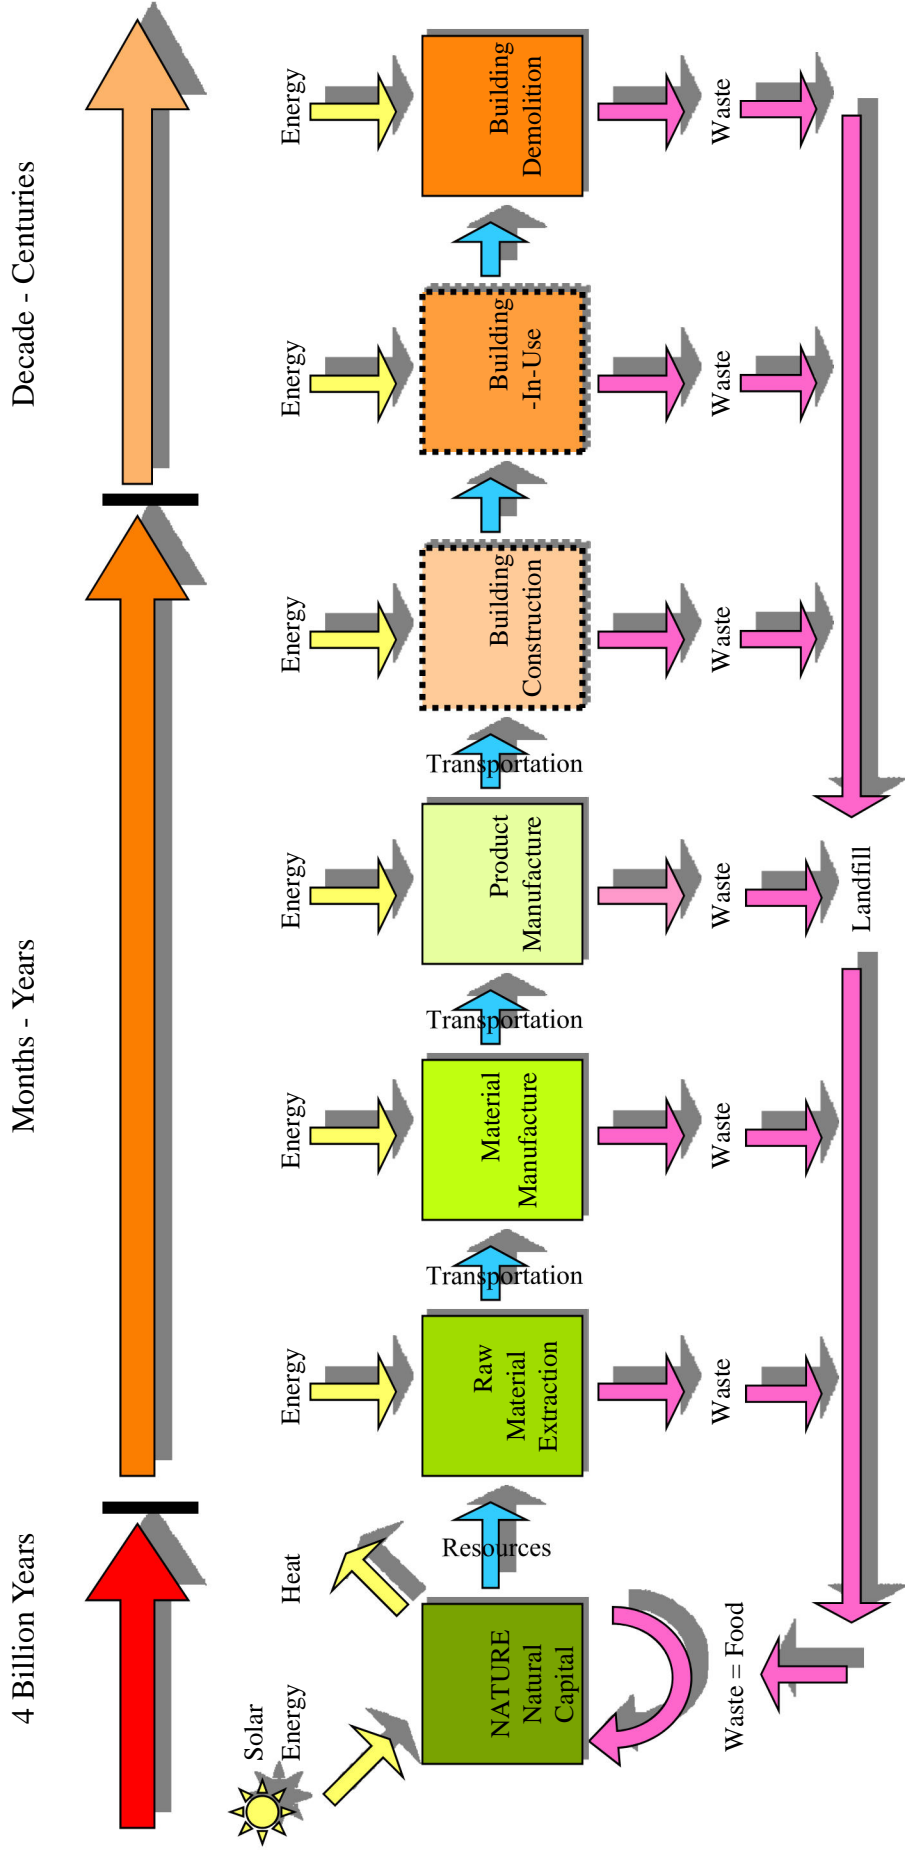 4 Billion Years
Months - Years
Decade - Centuries
Solar
Energy
Heat
Energy
Energy
Energy
Energy
Energy
Energy
NATURE
Natural
Capital
Resources
Raw
Material
Extraction
Transportation
Material
Manufacture
Transportation
Product
Manufacture
Transportation
Building
Construction
Building
-In-Use
Building
Demolition
Waste = Food
Waste
Waste
Waste
Waste
Waste
Waste
Landfill